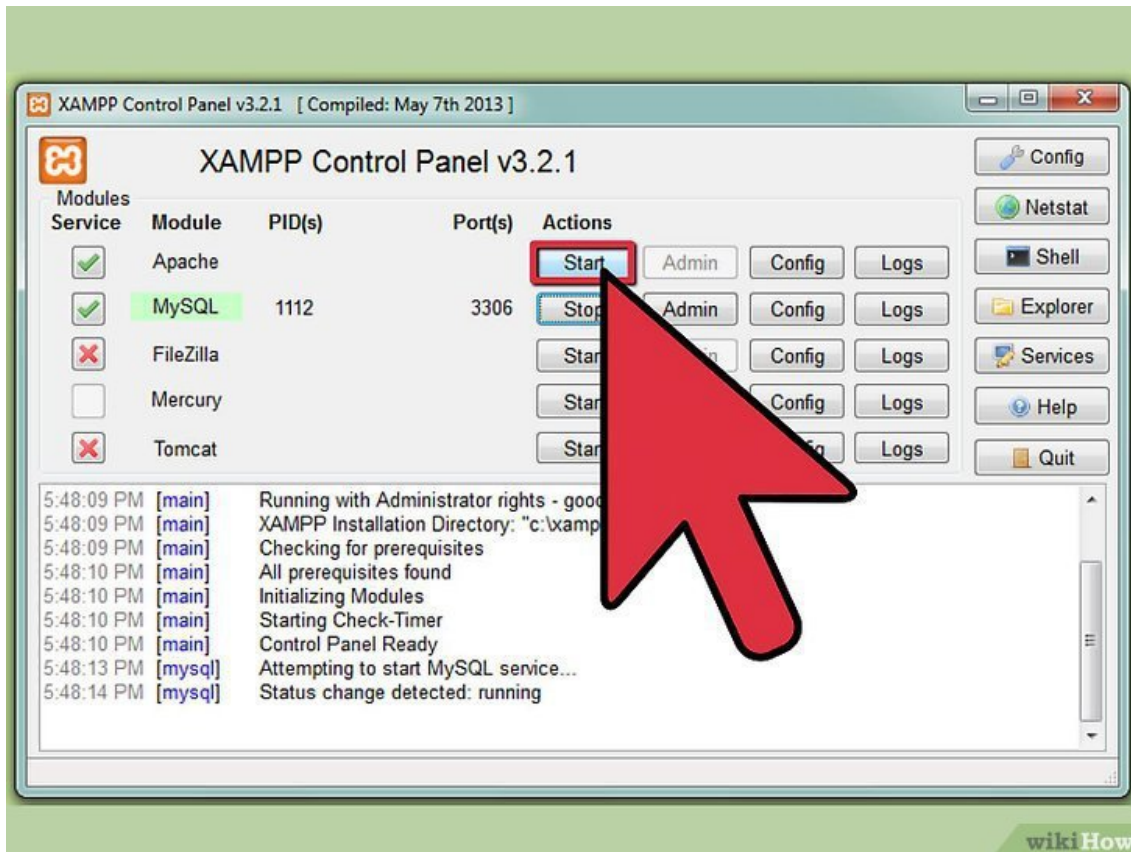 XAMPP Control Panel v3.2.1 [ Compiled: May 7th 2013 ]
XAMPP Control Panel v3.2.1
Config
Modules
Service Module PID(s) Port(s) Actions
Netstat
Apache Start Admin Config Logs
Shell
MySQL 1112 3306 Stop Admin Config Logs
Explorer
FileZilla Config Logs
Services
Mercury Config Logs
Help
Tomcat Logs
Quit
5:48:09 PM [main] Running with Administrator rights -
5:48:09 PM [main] XAMPP Installation Directory:
5:48:09 PM [main] Checking for prerequisites
5:48:10 PM [main] All prerequisites found
5:48:10 PM [main] Initializing Modules
5:48:10 PM [main] Starting Check-Timer
5:48:10 PM [main] Control Panel Ready
5:48:13 PM [mysql] Attempting to start MySQL service...
5:48:14 PM [mysql] Status change detected: running
wikiHow